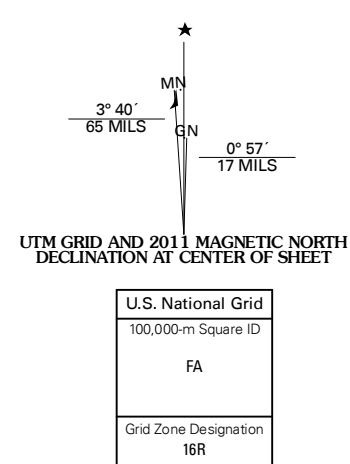 ★
MN
3° 40´
65 MILS
GN
0° 57´
17 MILS
UTM GRID AND 2011 MAGNETIC NORTH
DECLINATION AT CENTER OF SHEET
U.S. National Grid
100,000-m Square ID
FA
Grid Zone Designation
16R